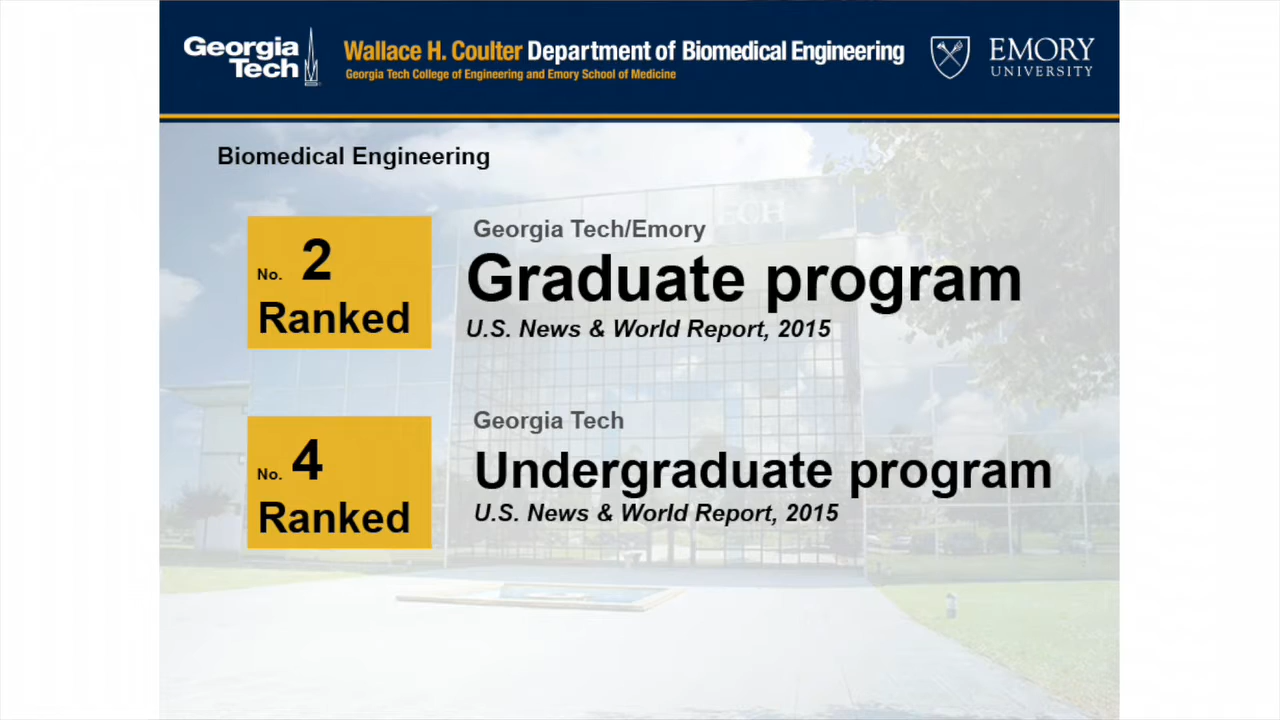 Georgia Tech
Wallace H. Coulter Department of Biomedical Engineering
Georgia Tech College of Engineering and Emory School of Medicine
EMORY
UNIVERSITY
Biomedical Engineering
No. 2
Ranked
Georgia Tech/Emory
Graduate program
U.S. News & World Report, 2015
No. 4
Ranked
Georgia Tech
Undergraduate program
U.S. News & World Report, 2015